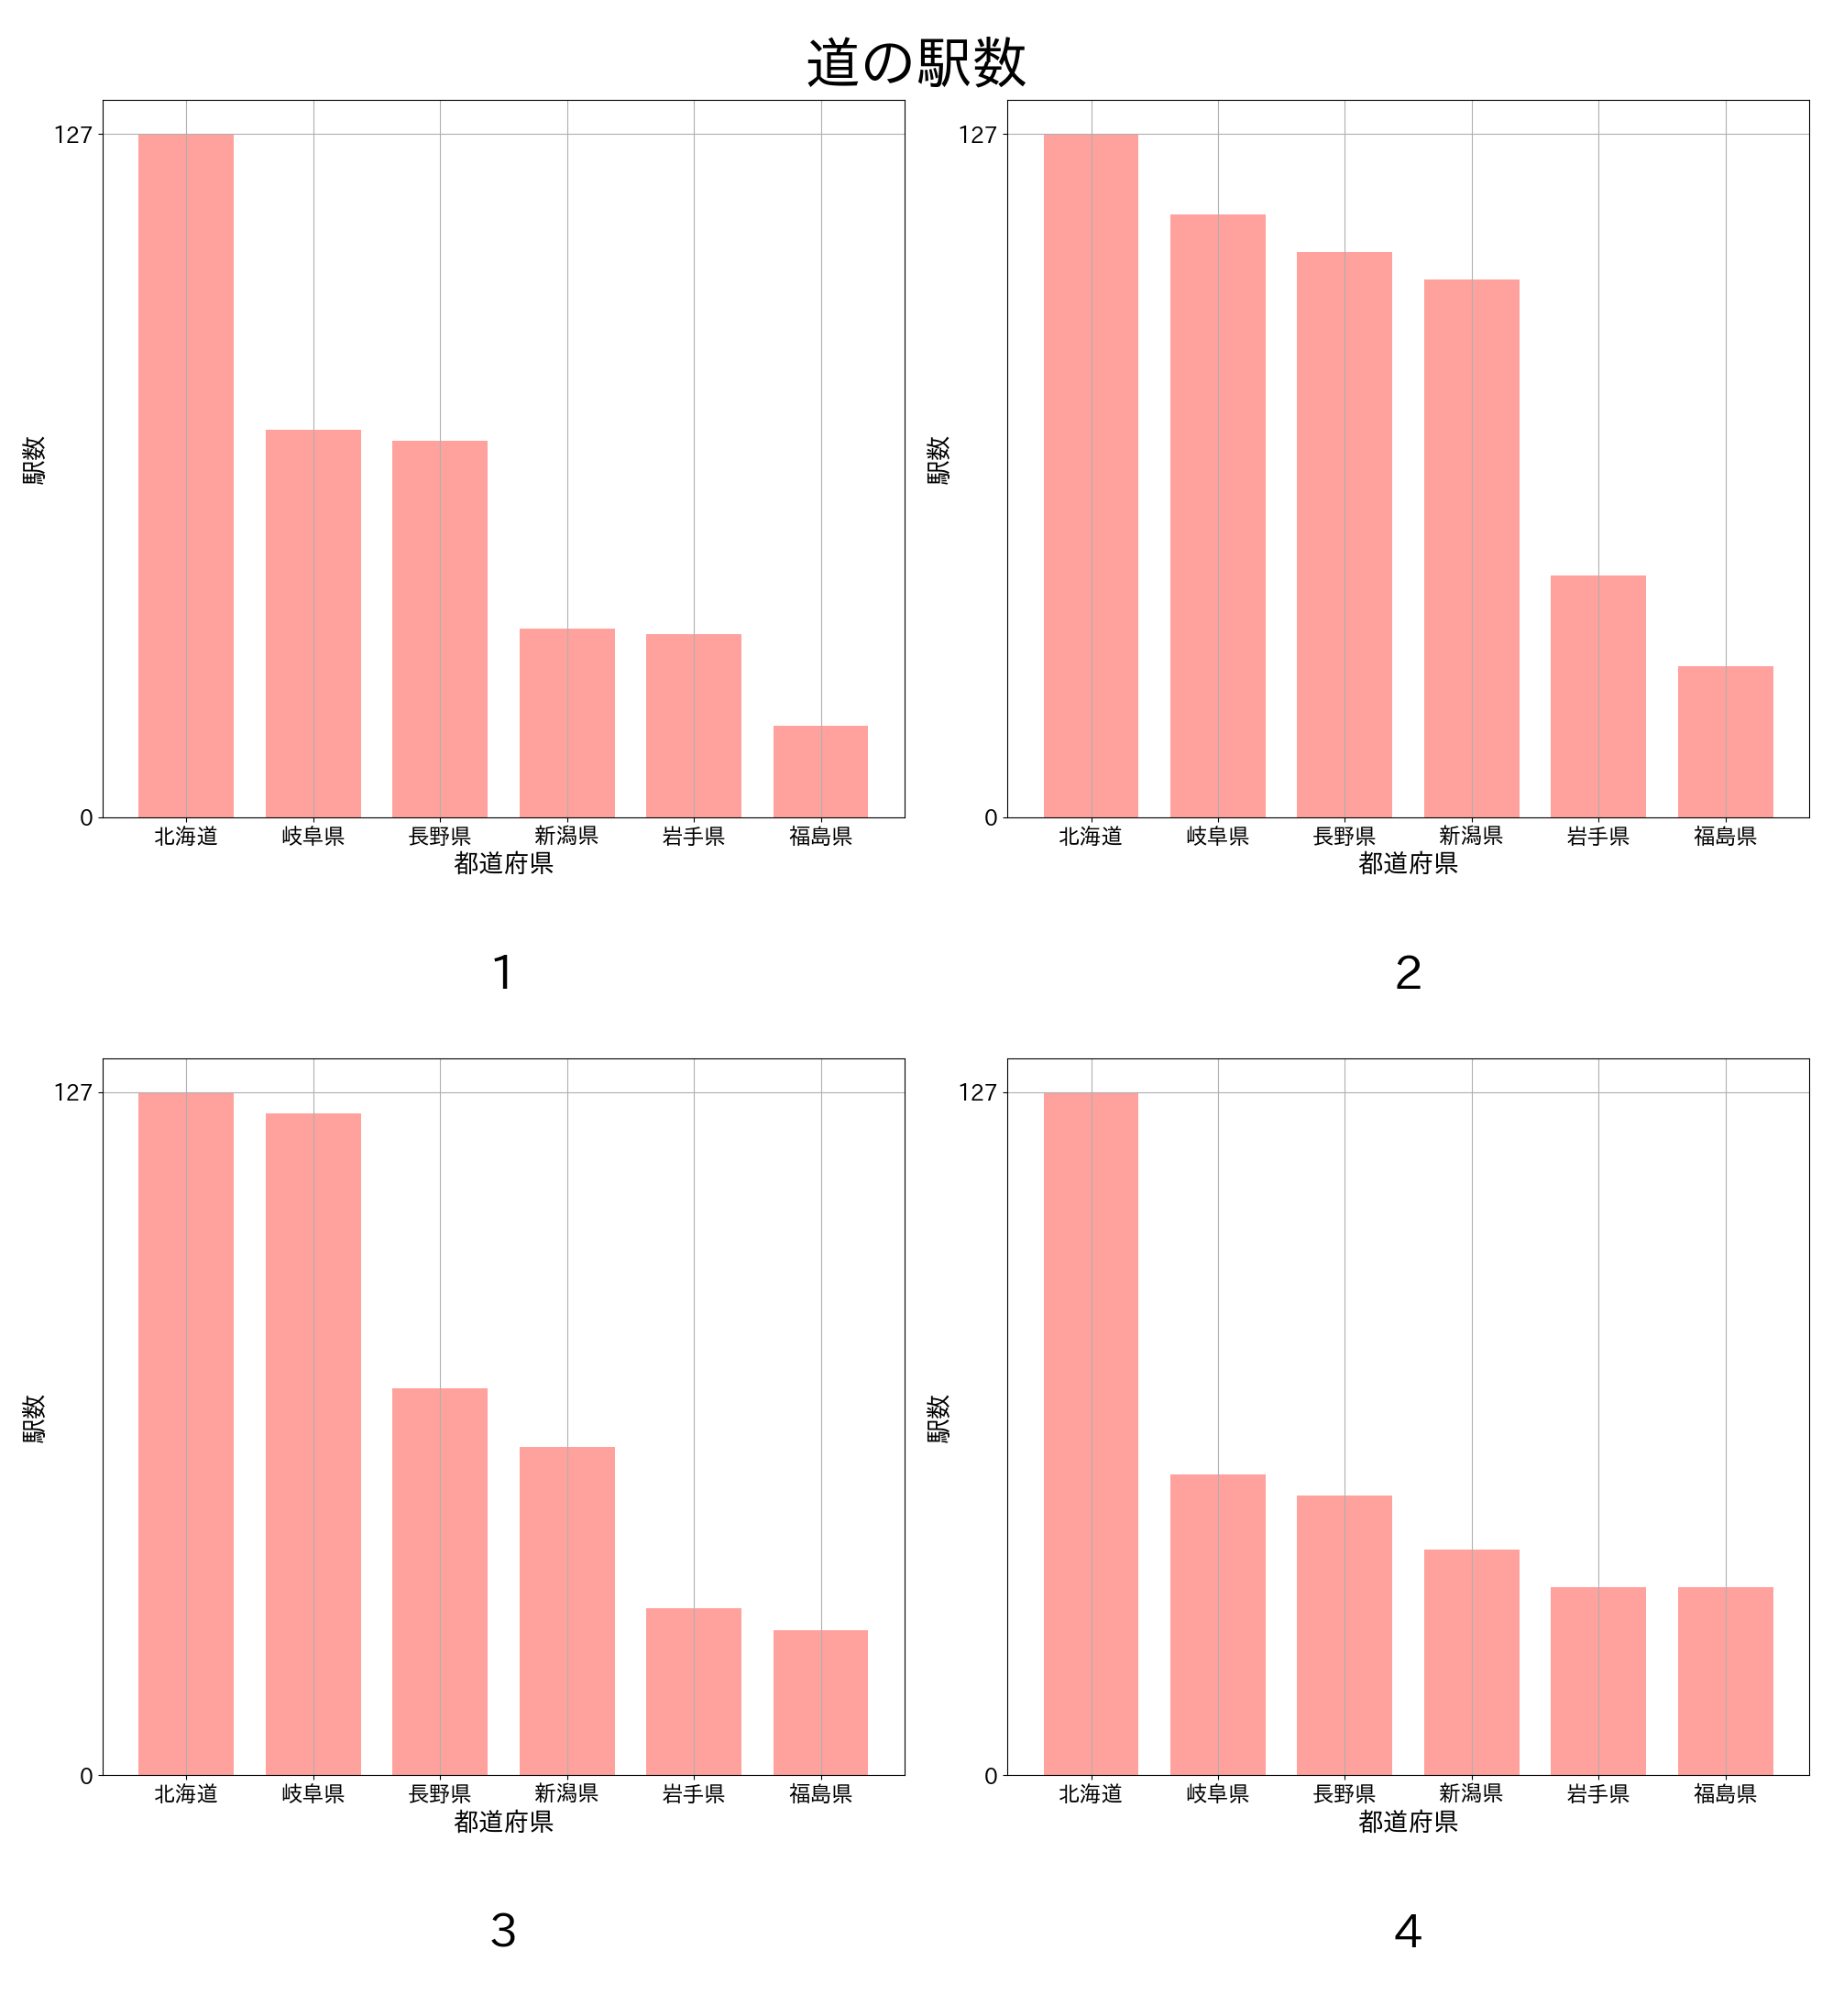 道の駅数
127
0
駅数
北海道 岐阜県 長野県 新潟県 岩手県 福島県
都道府県
1
127
0
駅数
北海道 岐阜県 長野県 新潟県 岩手県 福島県
都道府県
2
127
0
駅数
北海道 岐阜県 長野県 新潟県 岩手県 福島県
都道府県
3
127
0
駅数
北海道 岐阜県 長野県 新潟県 岩手県 福島県
都道府県
4